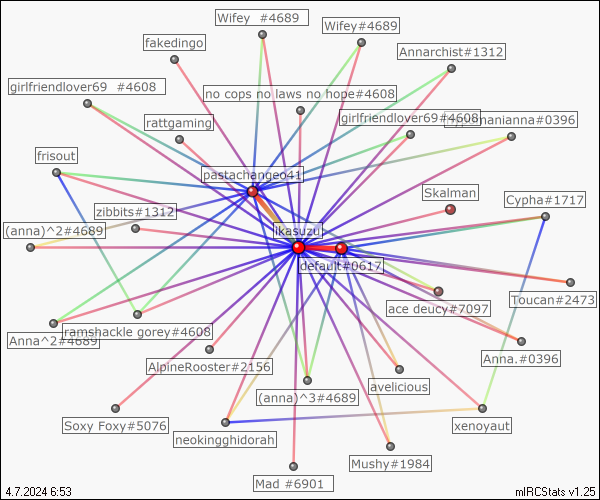 Wifey #4689
Wifey#4689
fakedingo
Annarchist#1312
girlfriendlover69 #4608
no cops no laws no hope#4608
girlfriendlover69#4608
manianna#0396
rattgaming
frisout
pastachange041
Skalman
Cypha#1717
zibbits#1312
(anna)^2#4689
ikasuzu
default#0617
Toucan#2473
ace deucy#7097
ramshackle gorey#4608
Anna^2#4689
Anna.#0396
AlpineRooster#2156
avelicious
(anna)^3#4689
Soxy Foxy#5076
xenoyaut
neokingghidorah
Mushy#1984
Mad #6901
4.7.2024 6:53
mIRCStats v1.25